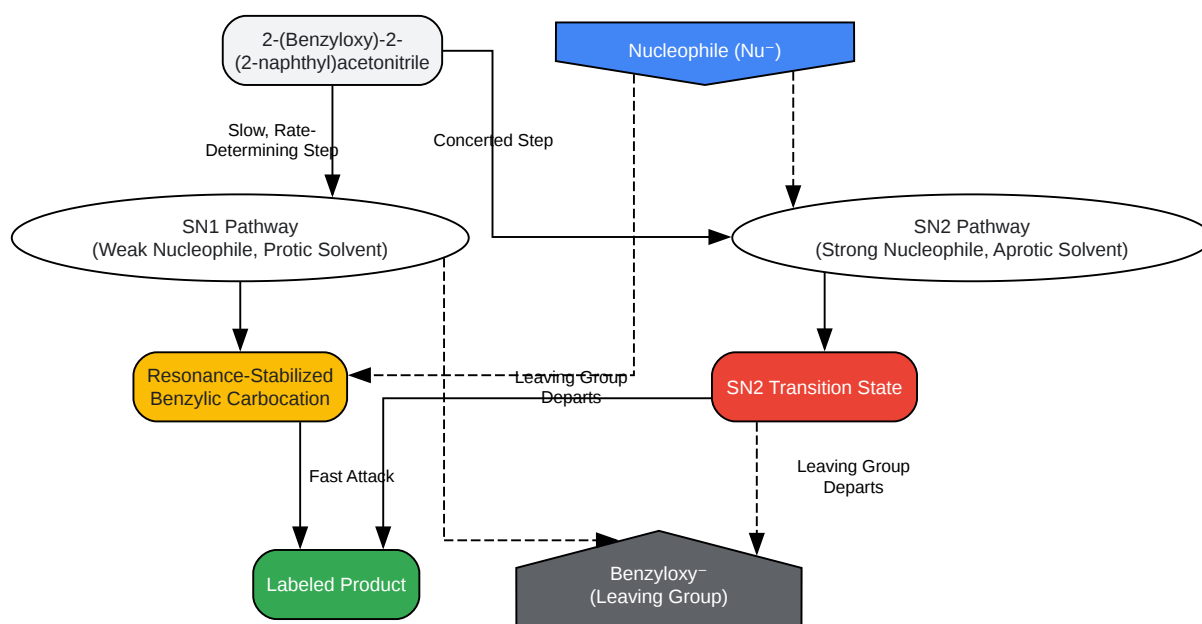 2-(Benzyloxy)-2-
(2-naphthyl)acetonitrile
Nucleophile (Nu⁻)
Slow, Rate-
Determining Step
Concerted Step
SN1 Pathway
(Weak Nucleophile, Protic Solvent)
SN2 Pathway
(Strong Nucleophile, Aprotic Solvent)
Resonance-Stabilized
Benzylic Carbocation
Leaving Group
Departs
SN2 Transition State
Fast Attack
Leaving Group
Departs
Labeled Product
Benzyloxy⁻
(Leaving Group)